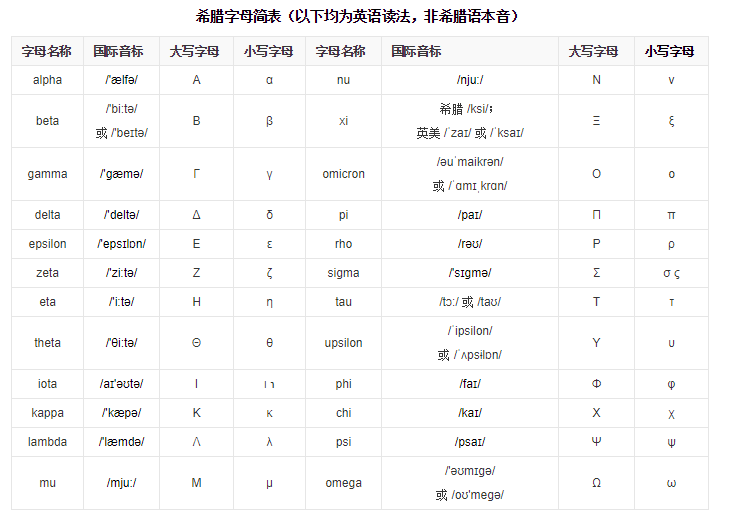 希腊字母简表（以下均为英语读法，非希腊语本音）
字母名称 国际音标 大写字母 小写字母 字母名称 国际音标 大写字母 小写字母
alpha /'ælfə/ Α α nu /nju:/ Ν ν
beta /'bi:tə/ 或 /'beɪtə/ Β β xi 希腊 /ksi/； 英美 /ˈzaɪ/ 或 /ˈksaɪ/ Ξ ξ
gamma /'gæmə/ Γ γ omicron /əuˈmaikrən/ 或 /ˈɑmɪˌkrɑn/ Ο ο
delta /'deltə/ Δ δ pi /paɪ/ Π π
epsilon /'epsɪlɒn/ Ε ε rho /rəʊ/ Ρ ρ
zeta /'zi:tə/ Ζ ζ sigma /'sɪgmə/ Σ σ ς
eta /'i:tə/ Η η tau /tɔ:/ 或 /taʊ/ Τ τ
theta /'θi:tə/ Θ θ upsilon /ˈipsilon/ 或 /ˈʌpsɨlɒn/ Υ υ
iota /aɪ'əʊtə/ Ι ι phi /faɪ/ Φ φ
kappa /'kæpə/ Κ κ chi /kaɪ/ Χ χ
lambda /'læmdə/ Λ λ psi /psaɪ/ Ψ ψ
mu /mju:/ Μ μ omega /'əʊmɪgə/ 或 /oʊ'megə/ Ω ω